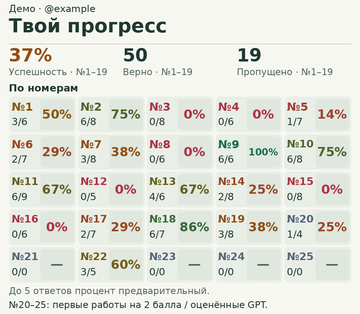 Демо · @example
Твой прогресс
37% 50 19
Успешность · №1–19 Верно · №1–19 Пропущено · №1–19
По номерам
№1 3/6 50% №2 6/8 75% №3 0/8 0% №4 0/6 0% №5 1/7 14%
№6 2/7 29% №7 3/8 38% №8 0/6 0% №9 6/6 100% №10 6/8 75%
№11 6/9 67% №12 0/5 0% №13 4/6 67% №14 2/8 25% №15 0/8 0%
№16 0/6 0% №17 2/7 29% №18 6/7 86% №19 3/8 38% №20 1/4 25%
№21 0/0 — №22 3/5 60% №23 0/0 — №24 0/0 — №25 0/0 —
До 5 ответов процент предварительный.
№20–25: первые работы на 2 балла / оценённые GPT.